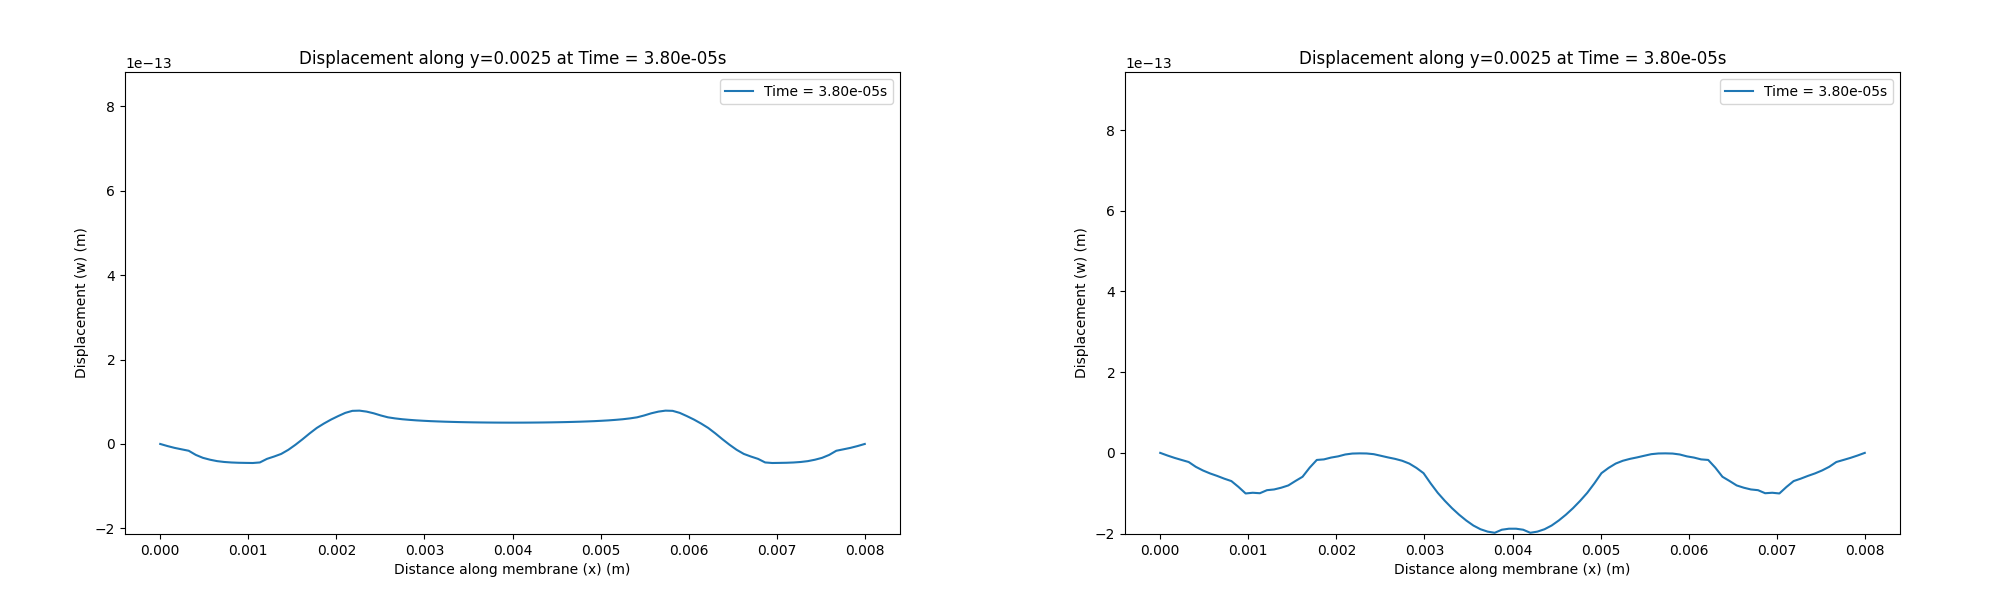 Displacement along y=0.0025 at Time = 3.80e-05s
1e−13
Time = 3.80e-05s
8
6
4
2
0
−2
Displacement (w) (m)
0.000 0.001 0.002 0.003 0.004 0.005 0.006 0.007 0.008
Distance along membrane (x) (m)
Displacement along y=0.0025 at Time = 3.80e-05s
1e−13
Time = 3.80e-05s
8
6
4
2
0
−2
Displacement (w) (m)
0.000 0.001 0.002 0.003 0.004 0.005 0.006 0.007 0.008
Distance along membrane (x) (m)